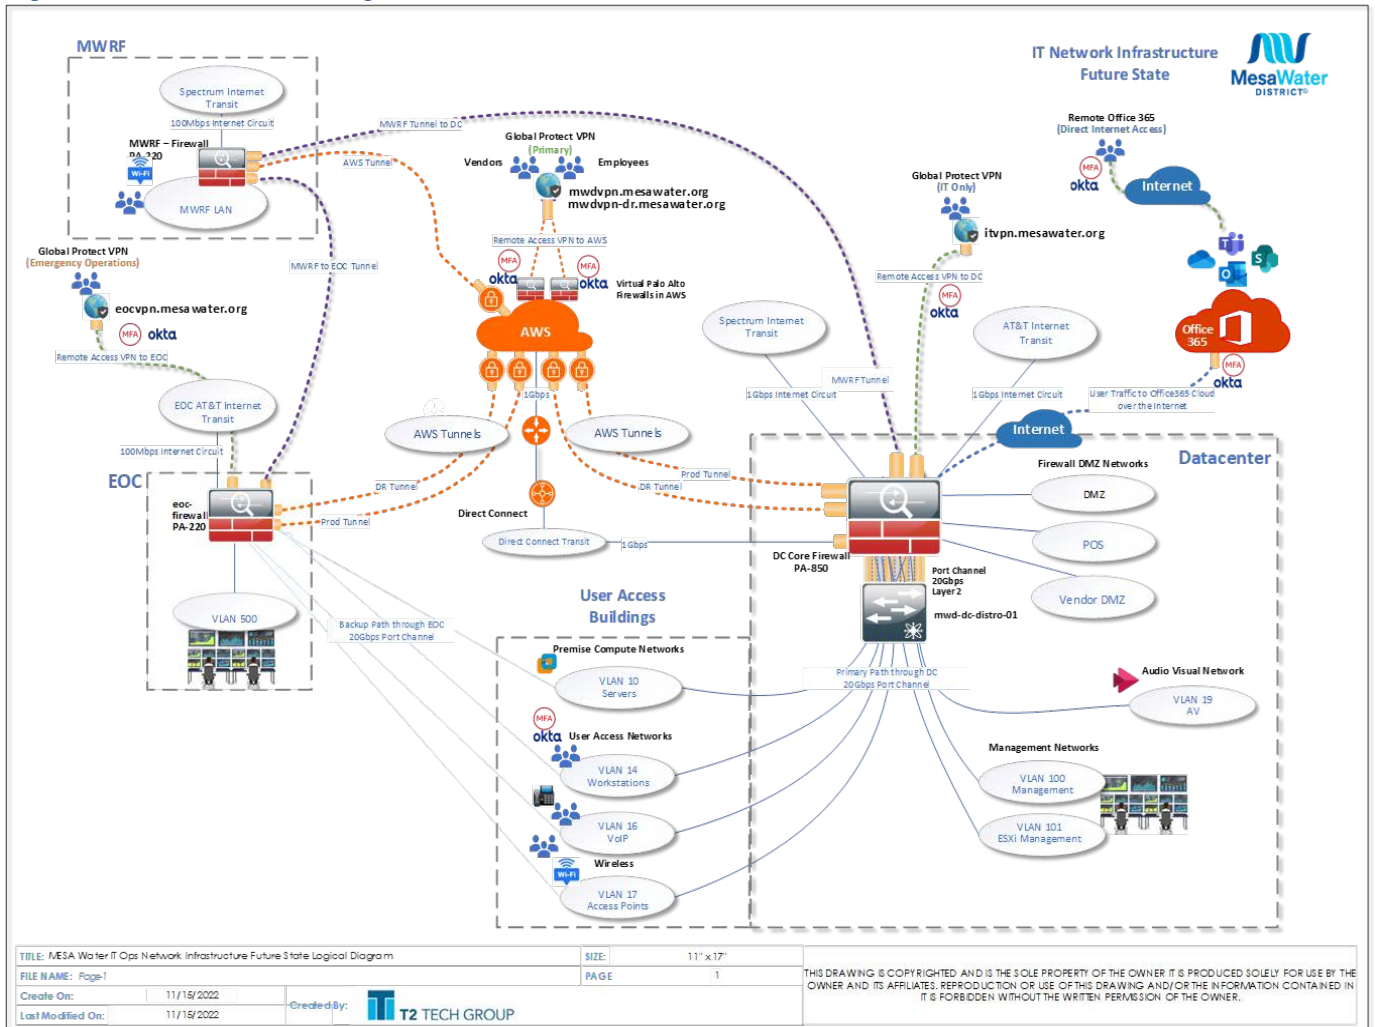 MWRF
Spectrum Internet
Transit
100Mbps Internet Circuit
MWRF – Firewall
PA-220
Wi-Fi
MWRF LAN
MWRF Tunnel to DC
AWS Tunnel
MWRF to EOC Tunnel
Global Protect VPN
(Primary)
Vendors
Employees
mwdvpn.mesawater.org
mwdvpn-dr.mesawater.org
Remote Access VPN to AWS
MFA
okta
MFA
okta
Virtual Palo Alto
Firewalls in AWS
AWS
IT Network Infrastructure
Future State
MesaWater
DISTRICT®
Remote Office 365
(Direct Internet Access)
MFA
okta
Internet
Global Protect VPN
(IT Only)
itvpn.mesawater.org
Remote Access VPN to DC
MFA
okta
Office
365
MFA
okta
User Traffic to Office365 Cloud
over the Internet
Internet
Global Protect VPN
(Emergency Operations)
eocvpn.mesawater.org
MFA
okta
Remote Access VPN to EOC
EOC AT&T Internet
Transit
100Mbps Internet Circuit
EOC
eoc-
firewall
PA-220
VLAN 500
AWS Tunnels
AWS Tunnels
1Gbps
DR Tunnel
Prod Tunnel
Prod Tunnel
DR Tunnel
Direct Connect
Direct Connect Transit
1Gbps
Spectrum Internet
Transit
1Gbps Internet Circuit
MWRF Tunnel
AT&T Internet
Transit
1Gbps Internet Circuit
Datacenter
Firewall DMZ Networks
DMZ
POS
Vendor DMZ
DC Core Firewall
PA-850
Port Channel
20Gbps
Layer 2
mwd-dc-distro-01
Backup Path through EOC
20Gbps Port Channel
User Access
Buildings
Premise Compute Networks
VLAN 10
Servers
MFA
okta
User Access Networks
VLAN 14
Workstations
VLAN 16
VoIP
Wireless
Wi-Fi
VLAN 17
Access Points
Primary Path through DC
20Gbps Port Channel
Audio Visual Network
VLAN 19
AV
Management Networks
VLAN 100
Management
VLAN 101
ESXi Management
TITLE: MESA Water IT Ops Network Infrastructure Future State Logical Diagram
SIZE: 11" x 17"
FILE NAME: Page-1
PAGE 1
Create On: 11/15/2022
Last Modified On: 11/15/2022
Created By:
T2 TECH GROUP
THIS DRAWING IS COPYRIGHTED AND IS THE SOLE PROPERTY OF THE OWNER IT IS PRODUCED SOLELY FOR USE BY THE
OWNER AND ITS AFFILIATES. REPRODUCTION OR USE OF THIS DRAWING AND/OR THE INFORMATION CONTAINED IN
IT IS FORBIDDEN WITHOUT THE WRITTEN PERMISSION OF THE OWNER.